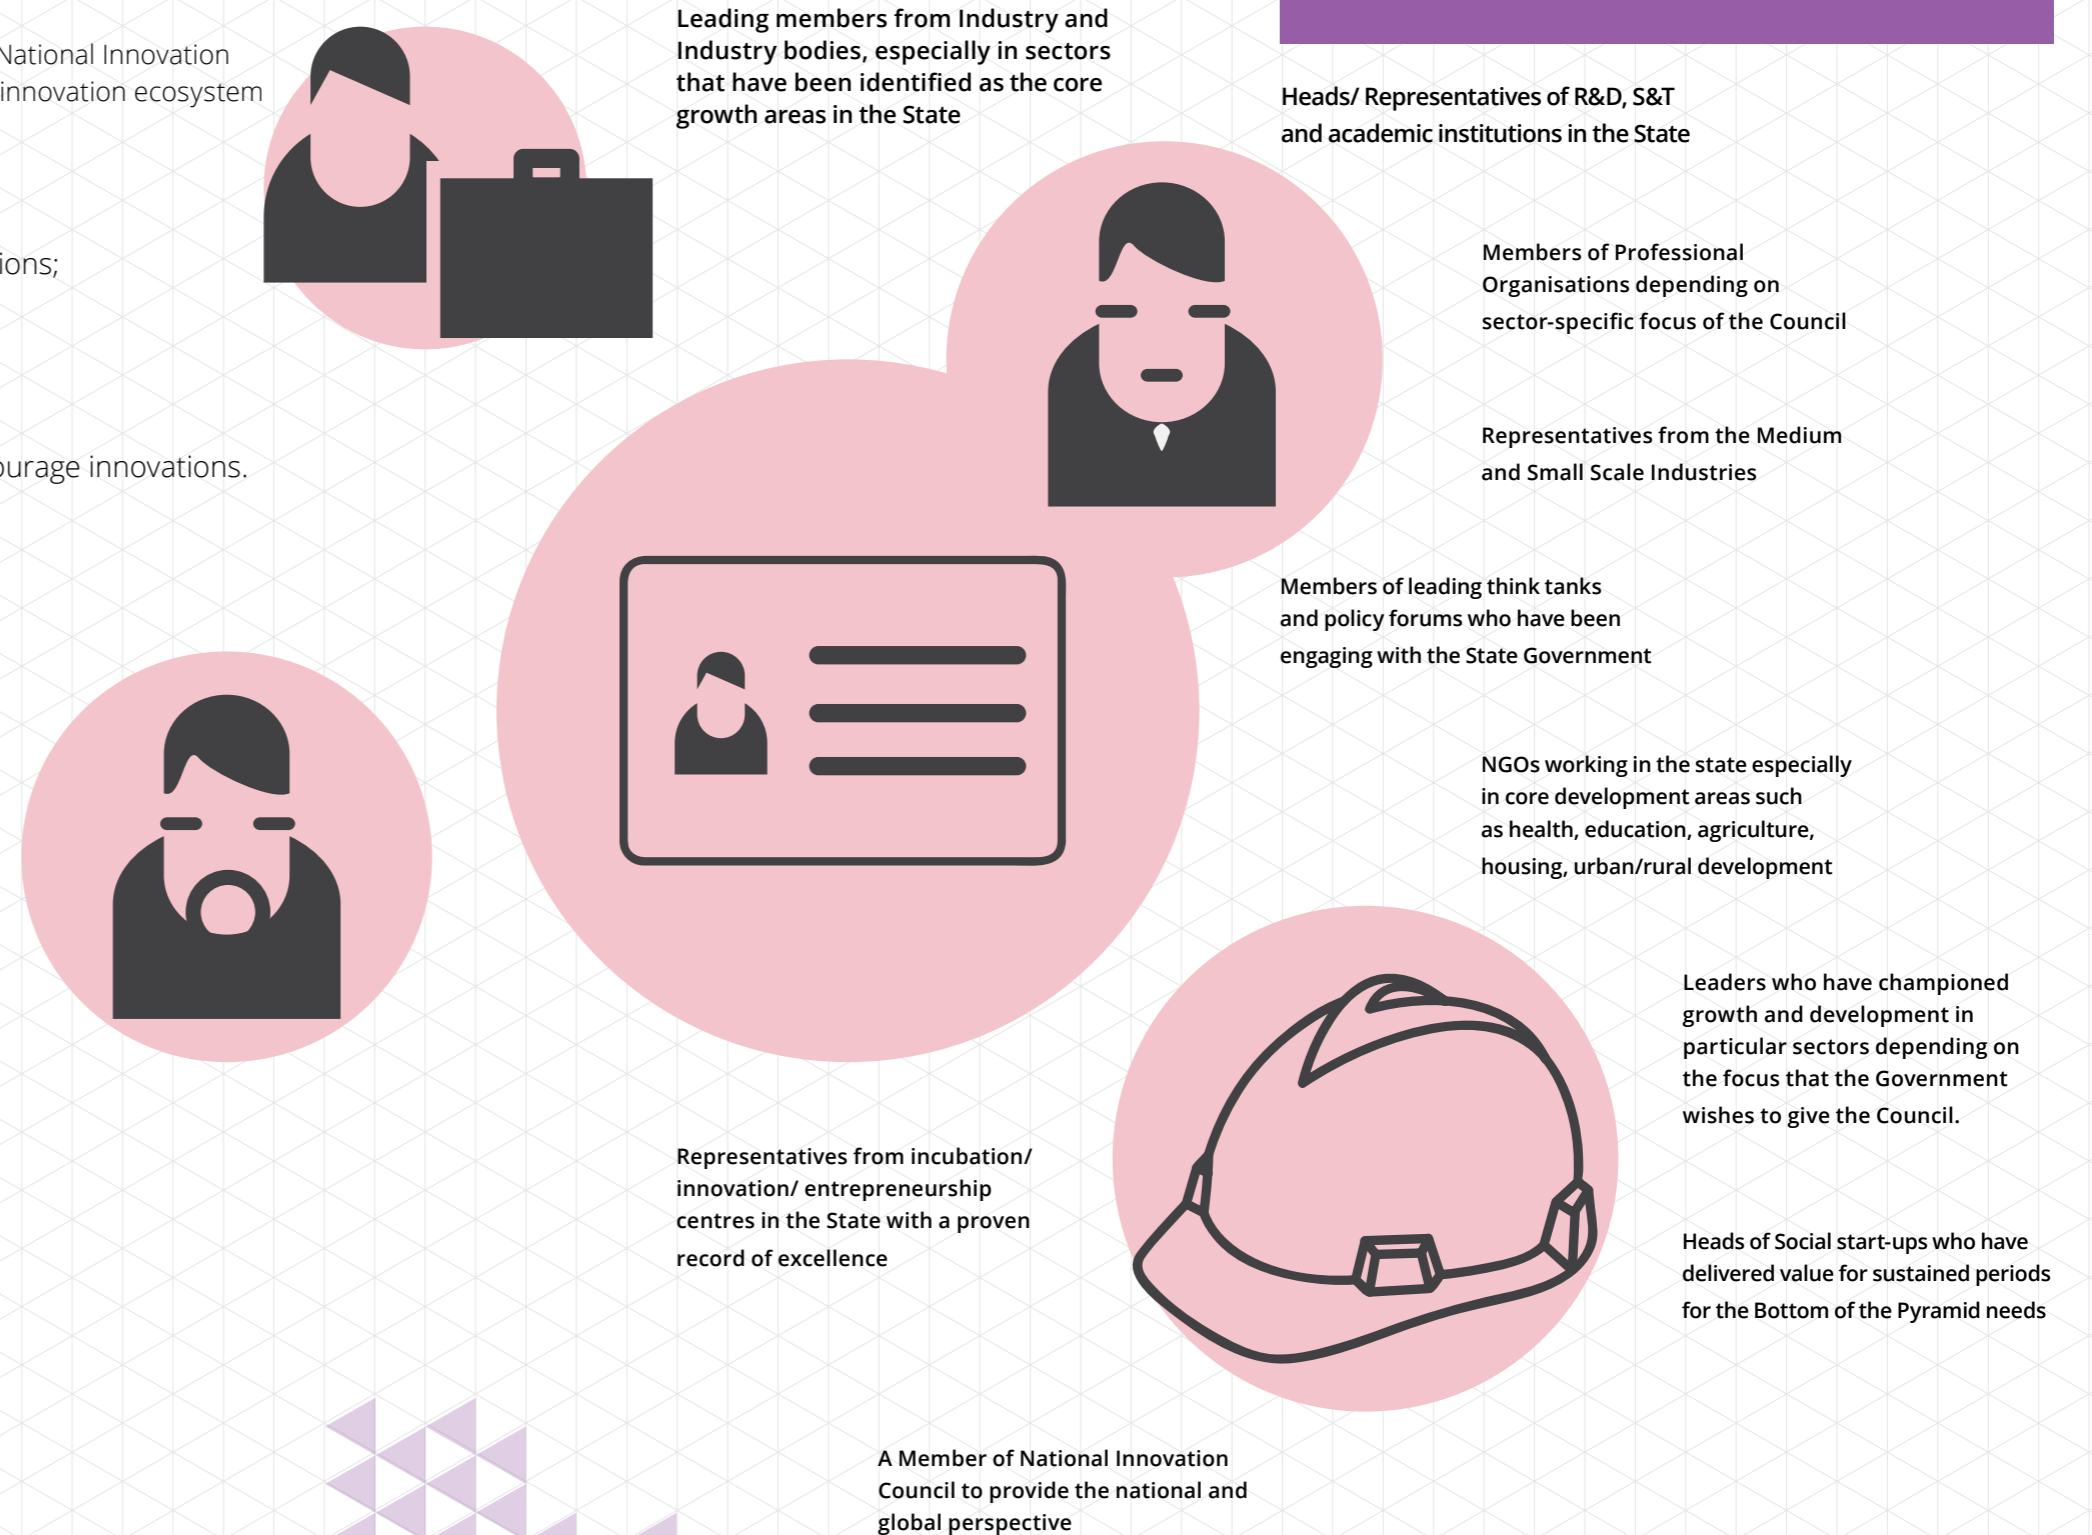 National Innovation
innovation ecosystem
ions;
ourage innovations.
Leading members from Industry and
Industry bodies, especially in sectors
that have been identified as the core
growth areas in the State
Heads/ Representatives of R&D, S&T
and academic institutions in the State
Members of Professional
Organisations depending on
sector-specific focus of the Council
Representatives from the Medium
and Small Scale Industries
Members of leading think tanks
and policy forums who have been
engaging with the State Government
NGOs working in the state especially
in core development areas such
as health, education, agriculture,
housing, urban/rural development
Leaders who have championed
growth and development in
particular sectors depending on
the focus that the Government
wishes to give the Council.
Representatives from incubation/
innovation/ entrepreneurship
centres in the State with a proven
record of excellence
Heads of Social start-ups who have
delivered value for sustained periods
for the Bottom of the Pyramid needs
A Member of National Innovation
Council to provide the national and
global perspective